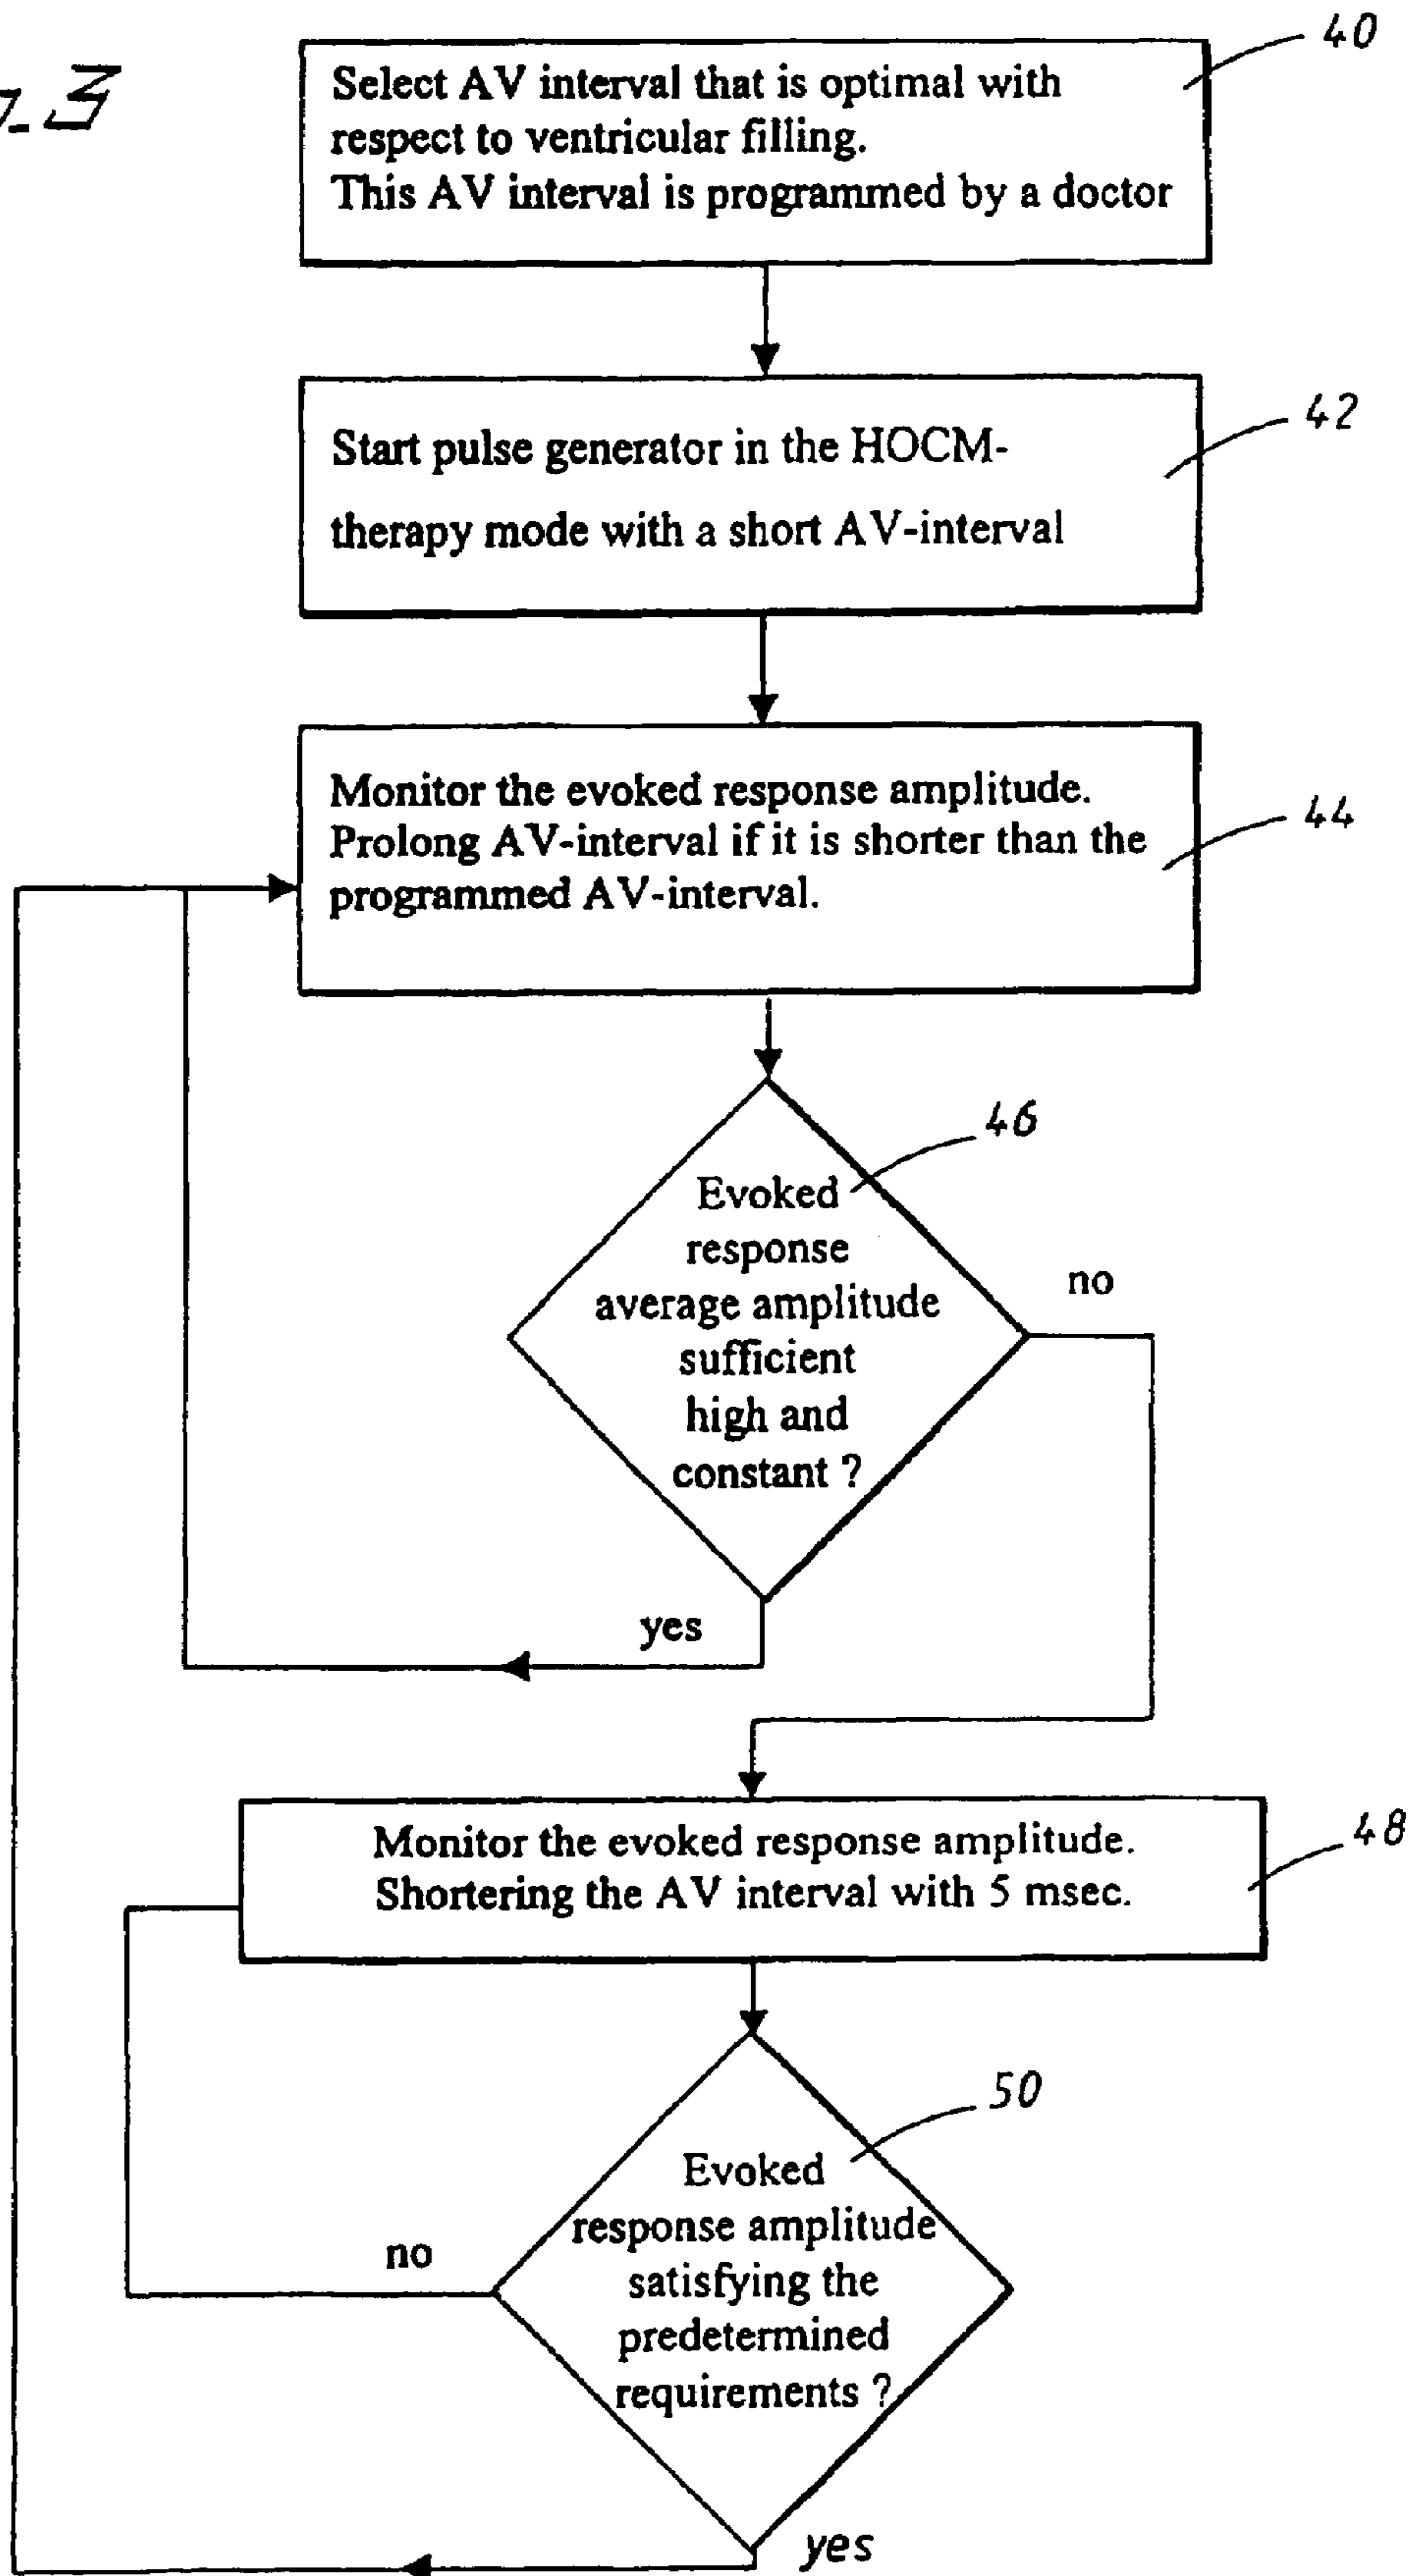 3
40
Select AV interval that is optimal with
respect to ventricular filling.
This AV interval is programmed by a doctor
42
Start pulse generator in the HOCM-
therapy mode with a short AV-interval
44
Monitor the evoked response amplitude.
Prolong AV-interval if it is shorter than the
programmed AV-interval.
46
Evoked
response
average amplitude
sufficient
high and
constant ?
no
yes
48
Monitor the evoked response amplitude.
Shortering the AV interval with 5 msec.
50
Evoked
response amplitude
satisfying the
predetermined
requirements ?
no
yes